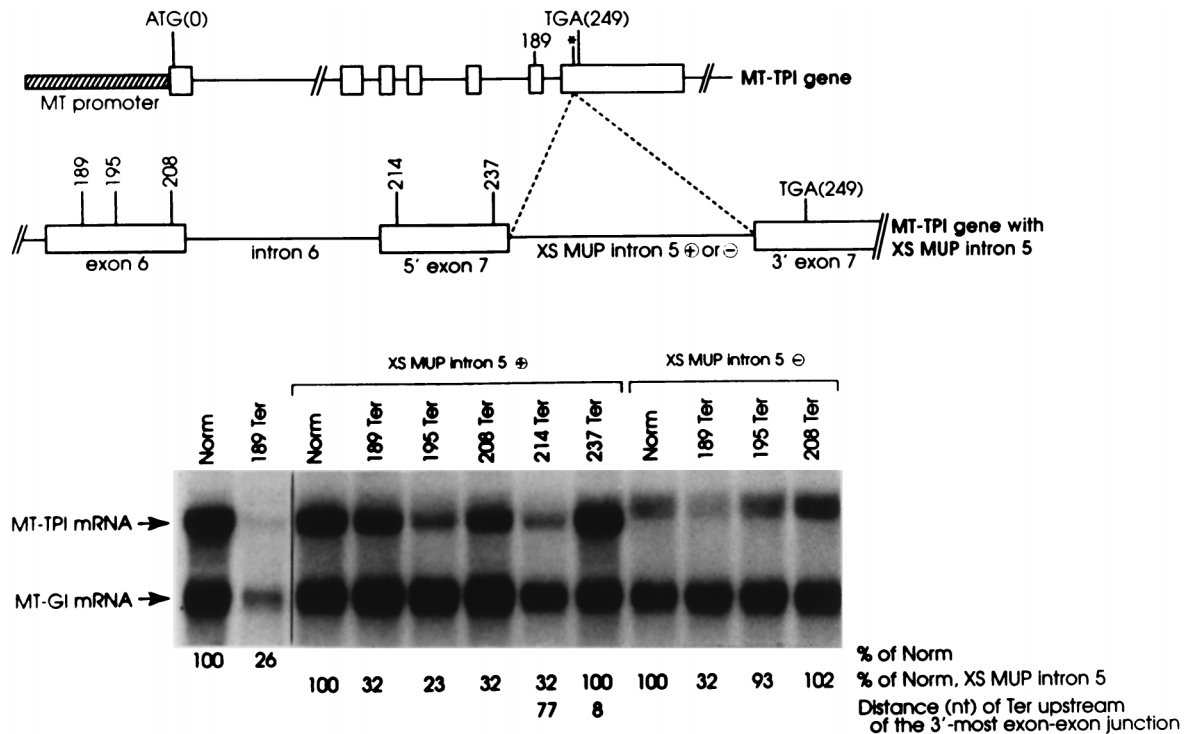 ATG(0)
TGA(249)
189 *
MT-TPI gene
MT promoter
189 195 208 214 237
TGA(249)
MT-TPI gene with
XS MUP intron 5
exon 6
intron 6
5' exon 7
XS MUP intron 5 ⊕ or ⊖
3' exon 7
XS MUP intron 5 ⊕
XS MUP intron 5 ⊖
Norm 189 Ter Norm 189 Ter 195 Ter 208 Ter 214 Ter 237 Ter Norm 189 Ter 195 Ter 208 Ter
MT-TPI mRNA
MT-GI mRNA
100 26 % of Norm
100 32 23 32 32 100 100 32 93 102 % of Norm, XS MUP intron 5
77 8 Distance (nt) of Ter upstream
of the 3'-most exon-exon junction